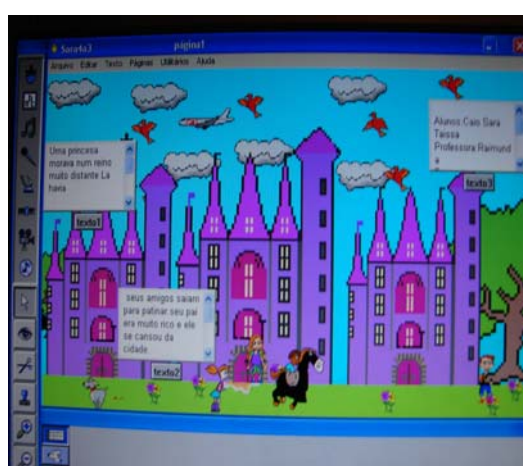 Sara4a3 página1
Arquivo Editar Texto Páginas Utilitários Ajuda
Uma princesa
morava num reino
muito distante La
havia
texto1
Alunos Caio Sara
Taissa
Professora Raimund
a
texto3
seus amigos saiam
para patinar seu pai
era muito rico e ele
se cansou da
cidade
texto2